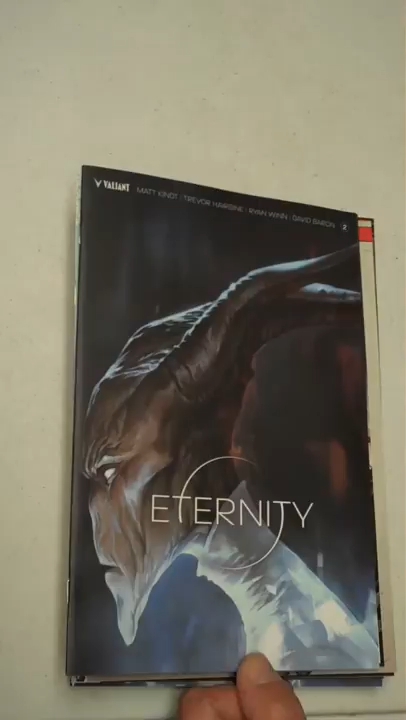 VALIANT MATT KINDT | TREVOR HAIRSINE | RYAN WINN | DAVID BARON 2
ETERNITY